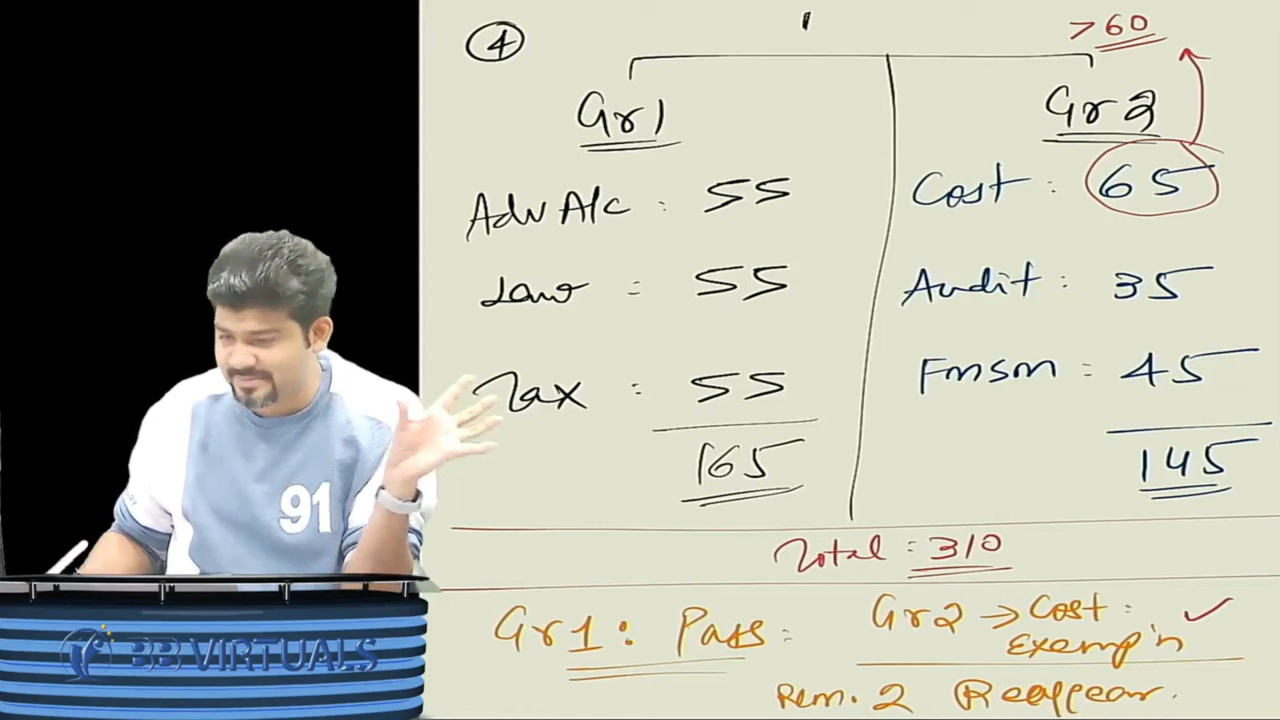 4
>60
Gr1
Gr2
Adv A/c : 55
Cost : 65
Law = 55
Audit : 35
Tax : 55
Fmsm = 45
165
145
Total : 310
Gr1 : Pass :
Gr2 → Cost : ✓
Exemp'n
Rem. 2 Reappear.
91
BB VIRTUALS